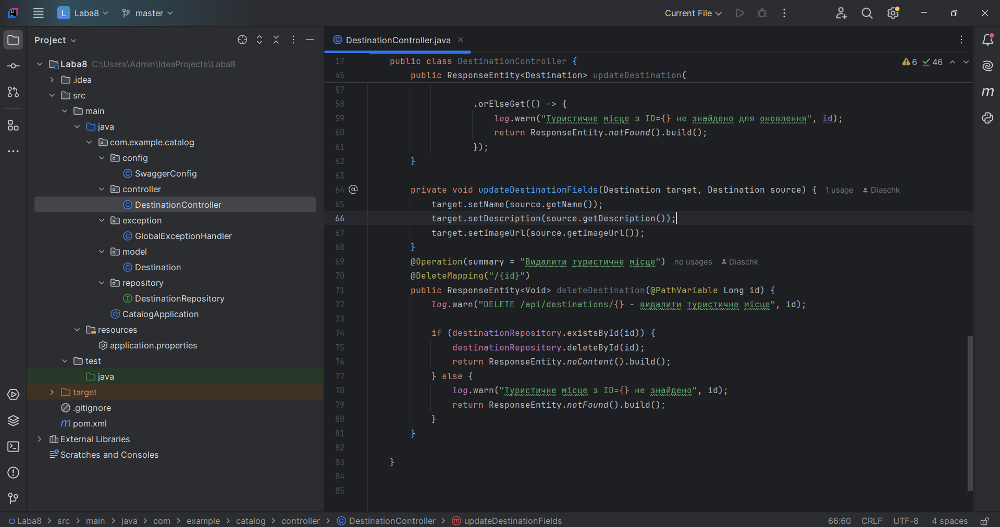 L Laba8 master Current File
Project
DestinationController.java
Laba8 C:\Users\Admin\IdeaProjects\Laba8
.idea
src
main
java
com.example.catalog
config
SwaggerConfig
controller
DestinationController
exception
GlobalExceptionHandler
model
Destination
repository
DestinationRepository
CatalogApplication
resources
application.properties
test
java
target
.gitignore
pom.xml
External Libraries
Scratches and Consoles
6 46
17 public class DestinationController {
45 public ResponseEntity<Destination> updateDestination(
57
58 .orElseGet(() -> {
59 log.warn("Туристичне місце з ID={} не знайдено для оновлення", id);
60 return ResponseEntity.notFound().build();
61 });
62 }
63
64 private void updateDestinationFields(Destination target, Destination source) { 1 usage Diaschk
65 target.setName(source.getName());
66 target.setDescription(source.getDescription());
67 target.setImageUrl(source.getImageUrl());
68 }
69 @Operation(summary = "Видалити туристичне місце") no usages Diaschk
70 @DeleteMapping("/{id}")
71 public ResponseEntity<Void> deleteDestination(@PathVariable Long id) {
72 log.warn("DELETE /api/destinations/{} - видалити туристичне місце", id);
73
74 if (destinationRepository.existsById(id)) {
75 destinationRepository.deleteById(id);
76 return ResponseEntity.noContent().build();
77 } else {
78 log.warn("Туристичне місце з ID={} не знайдено", id);
79 return ResponseEntity.notFound().build();
80 }
81 }
82
83 }
84
85
Laba8 > src > main > java > com > example > catalog > controller > DestinationController > updateDestinationFields 66:60 CRLF UTF-8 4 spaces